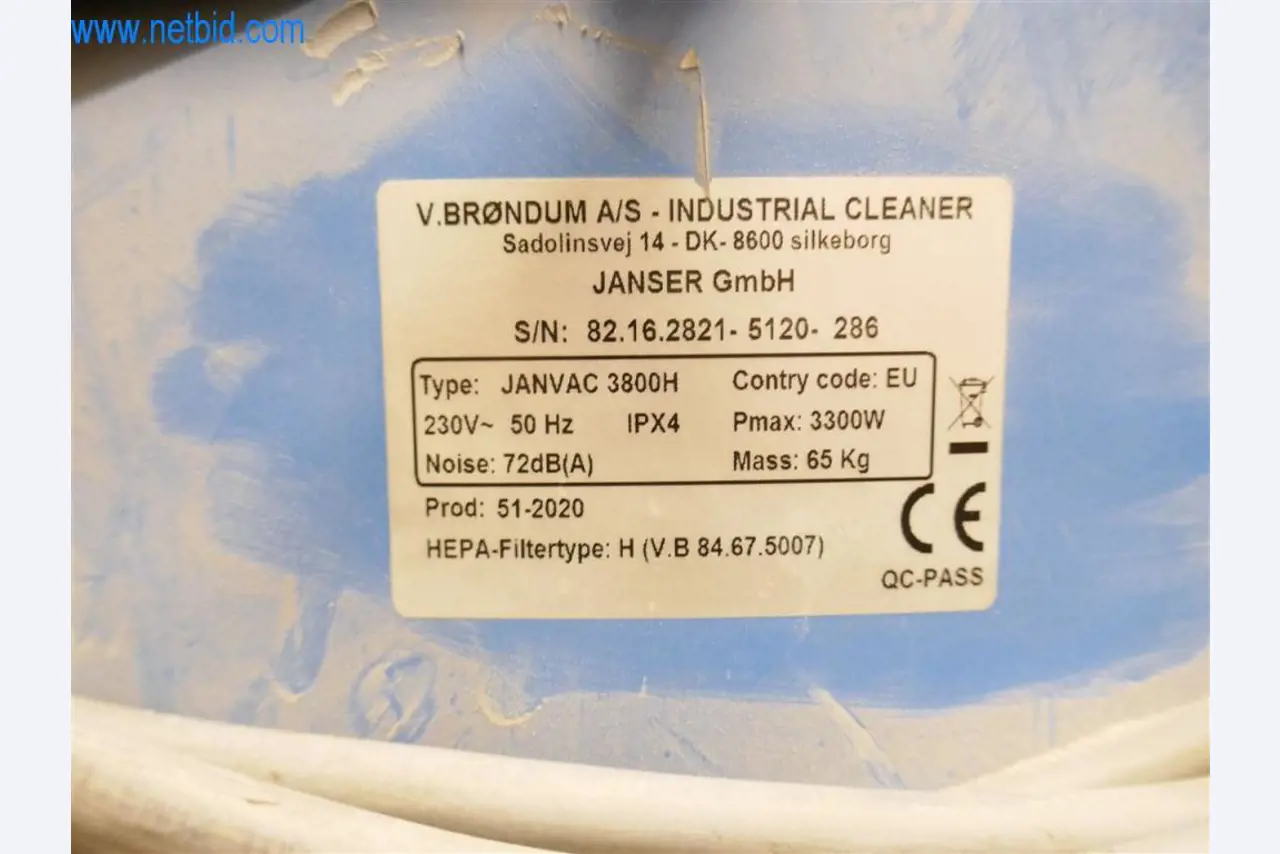 www.netbid.com
V.BRØNDUM A/S - INDUSTRIAL CLEANER
Sadolinsvej 14 - DK- 8600 silkeborg
JANSER GmbH
S/N: 82.16.2821- 5120- 286
Type: JANVAC 3800H Contry code: EU
230V~ 50 Hz IPX4 Pmax: 3300W
Noise: 72dB(A) Mass: 65 Kg
Prod: 51-2020
HEPA-Filtertype: H (V.B 84.67.5007)
CE
QC-PASS